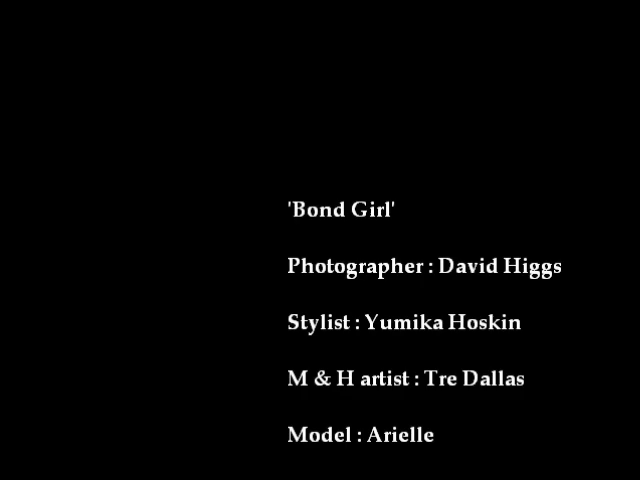 'Bond Girl'
Photographer : David Higgs
Stylist : Yumika Hoskin
M & H artist : Tre Dallas
Model : Arielle